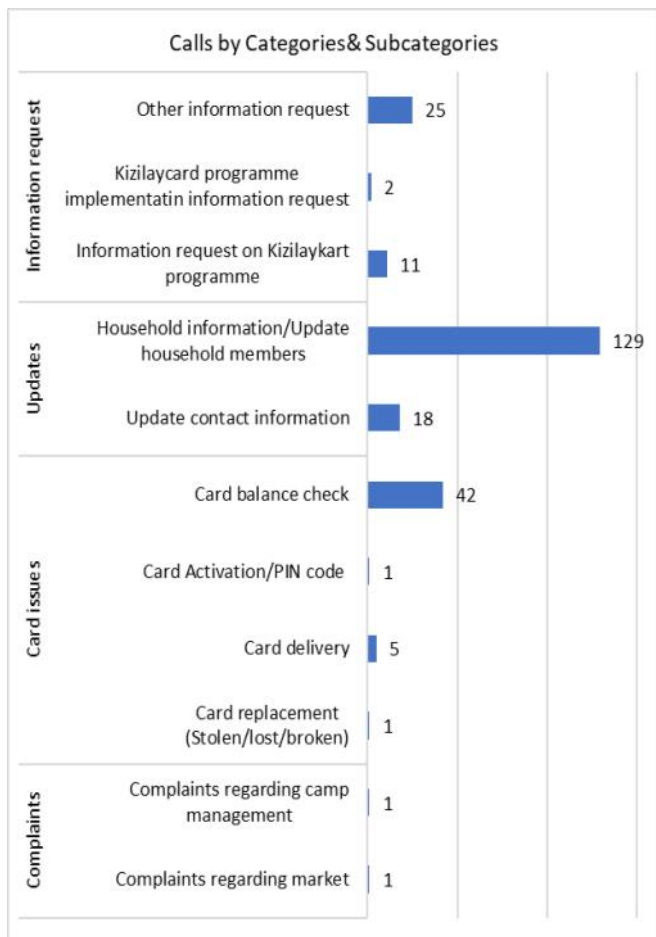 Calls by Categories& Subcategories
Information request
Other information request
25
Kizilaycard programme
implementatin information request
2
Information request on Kizilaykart
programme
11
Updates
Household information/Update
household members
129
Update contact information
18
Card issues
Card balance check
42
Card Activation/PIN code
1
Card delivery
5
Card replacement
(Stolen/lost/broken)
1
Complaints
Complaints regarding camp
management
1
Complaints regarding market
1